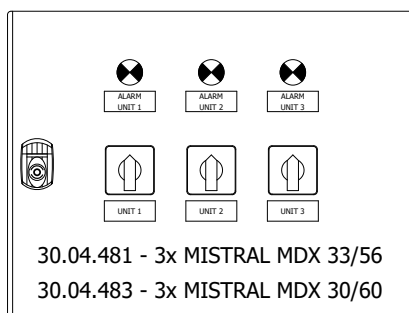 ALARM UNIT 1
ALARM UNIT 2
ALARM UNIT 3
UNIT 1
UNIT 2
UNIT 3
30.04.481 - 3x MISTRAL MDX 33/56
30.04.483 - 3x MISTRAL MDX 30/60